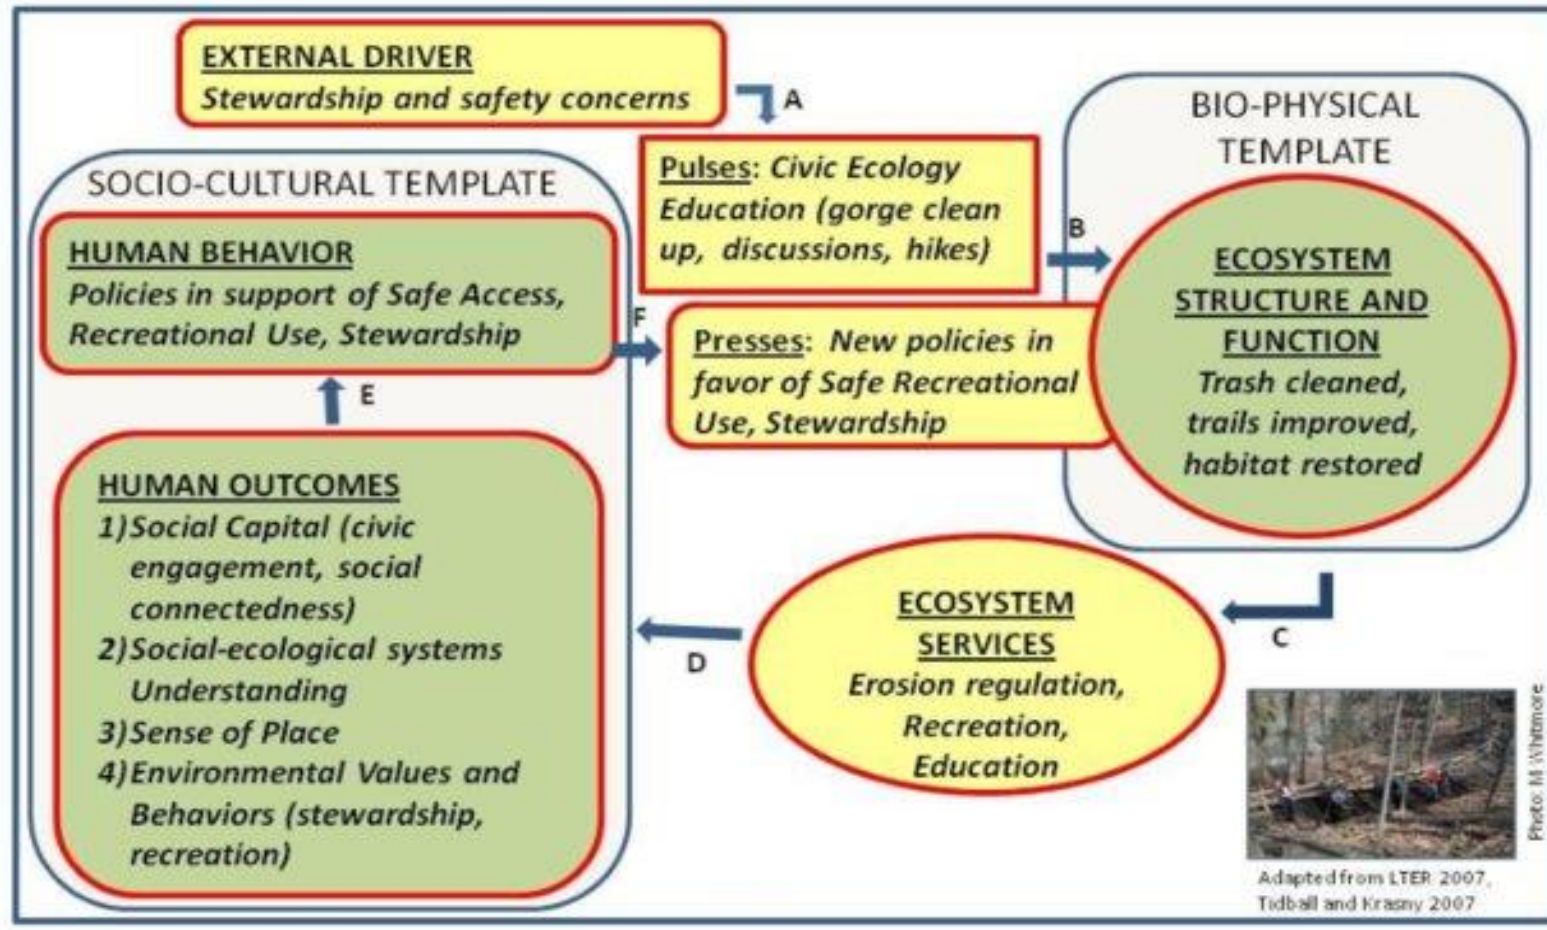 EXTERNAL DRIVER
Stewardship and safety concerns
A
BIO-PHYSICAL
TEMPLATE
Pulses: Civic Ecology
Education (gorge clean
up, discussions, hikes)
B
SOCIO-CULTURAL TEMPLATE
HUMAN BEHAVIOR
Policies in support of Safe Access,
Recreational Use, Stewardship
F
Presses: New policies in
favor of Safe Recreational
Use, Stewardship
ECOSYSTEM
STRUCTURE AND
FUNCTION
Trash cleaned,
trails improved,
habitat restored
E
HUMAN OUTCOMES
1)Social Capital (civic
engagement, social
connectedness)
2)Social-ecological systems
Understanding
3)Sense of Place
4)Environmental Values and
Behaviors (stewardship,
recreation)
D
ECOSYSTEM
SERVICES
Erosion regulation,
Recreation,
Education
C
Photo: M Whitmore
Adapted from LTER 2007,
Tidball and Krasny 2007